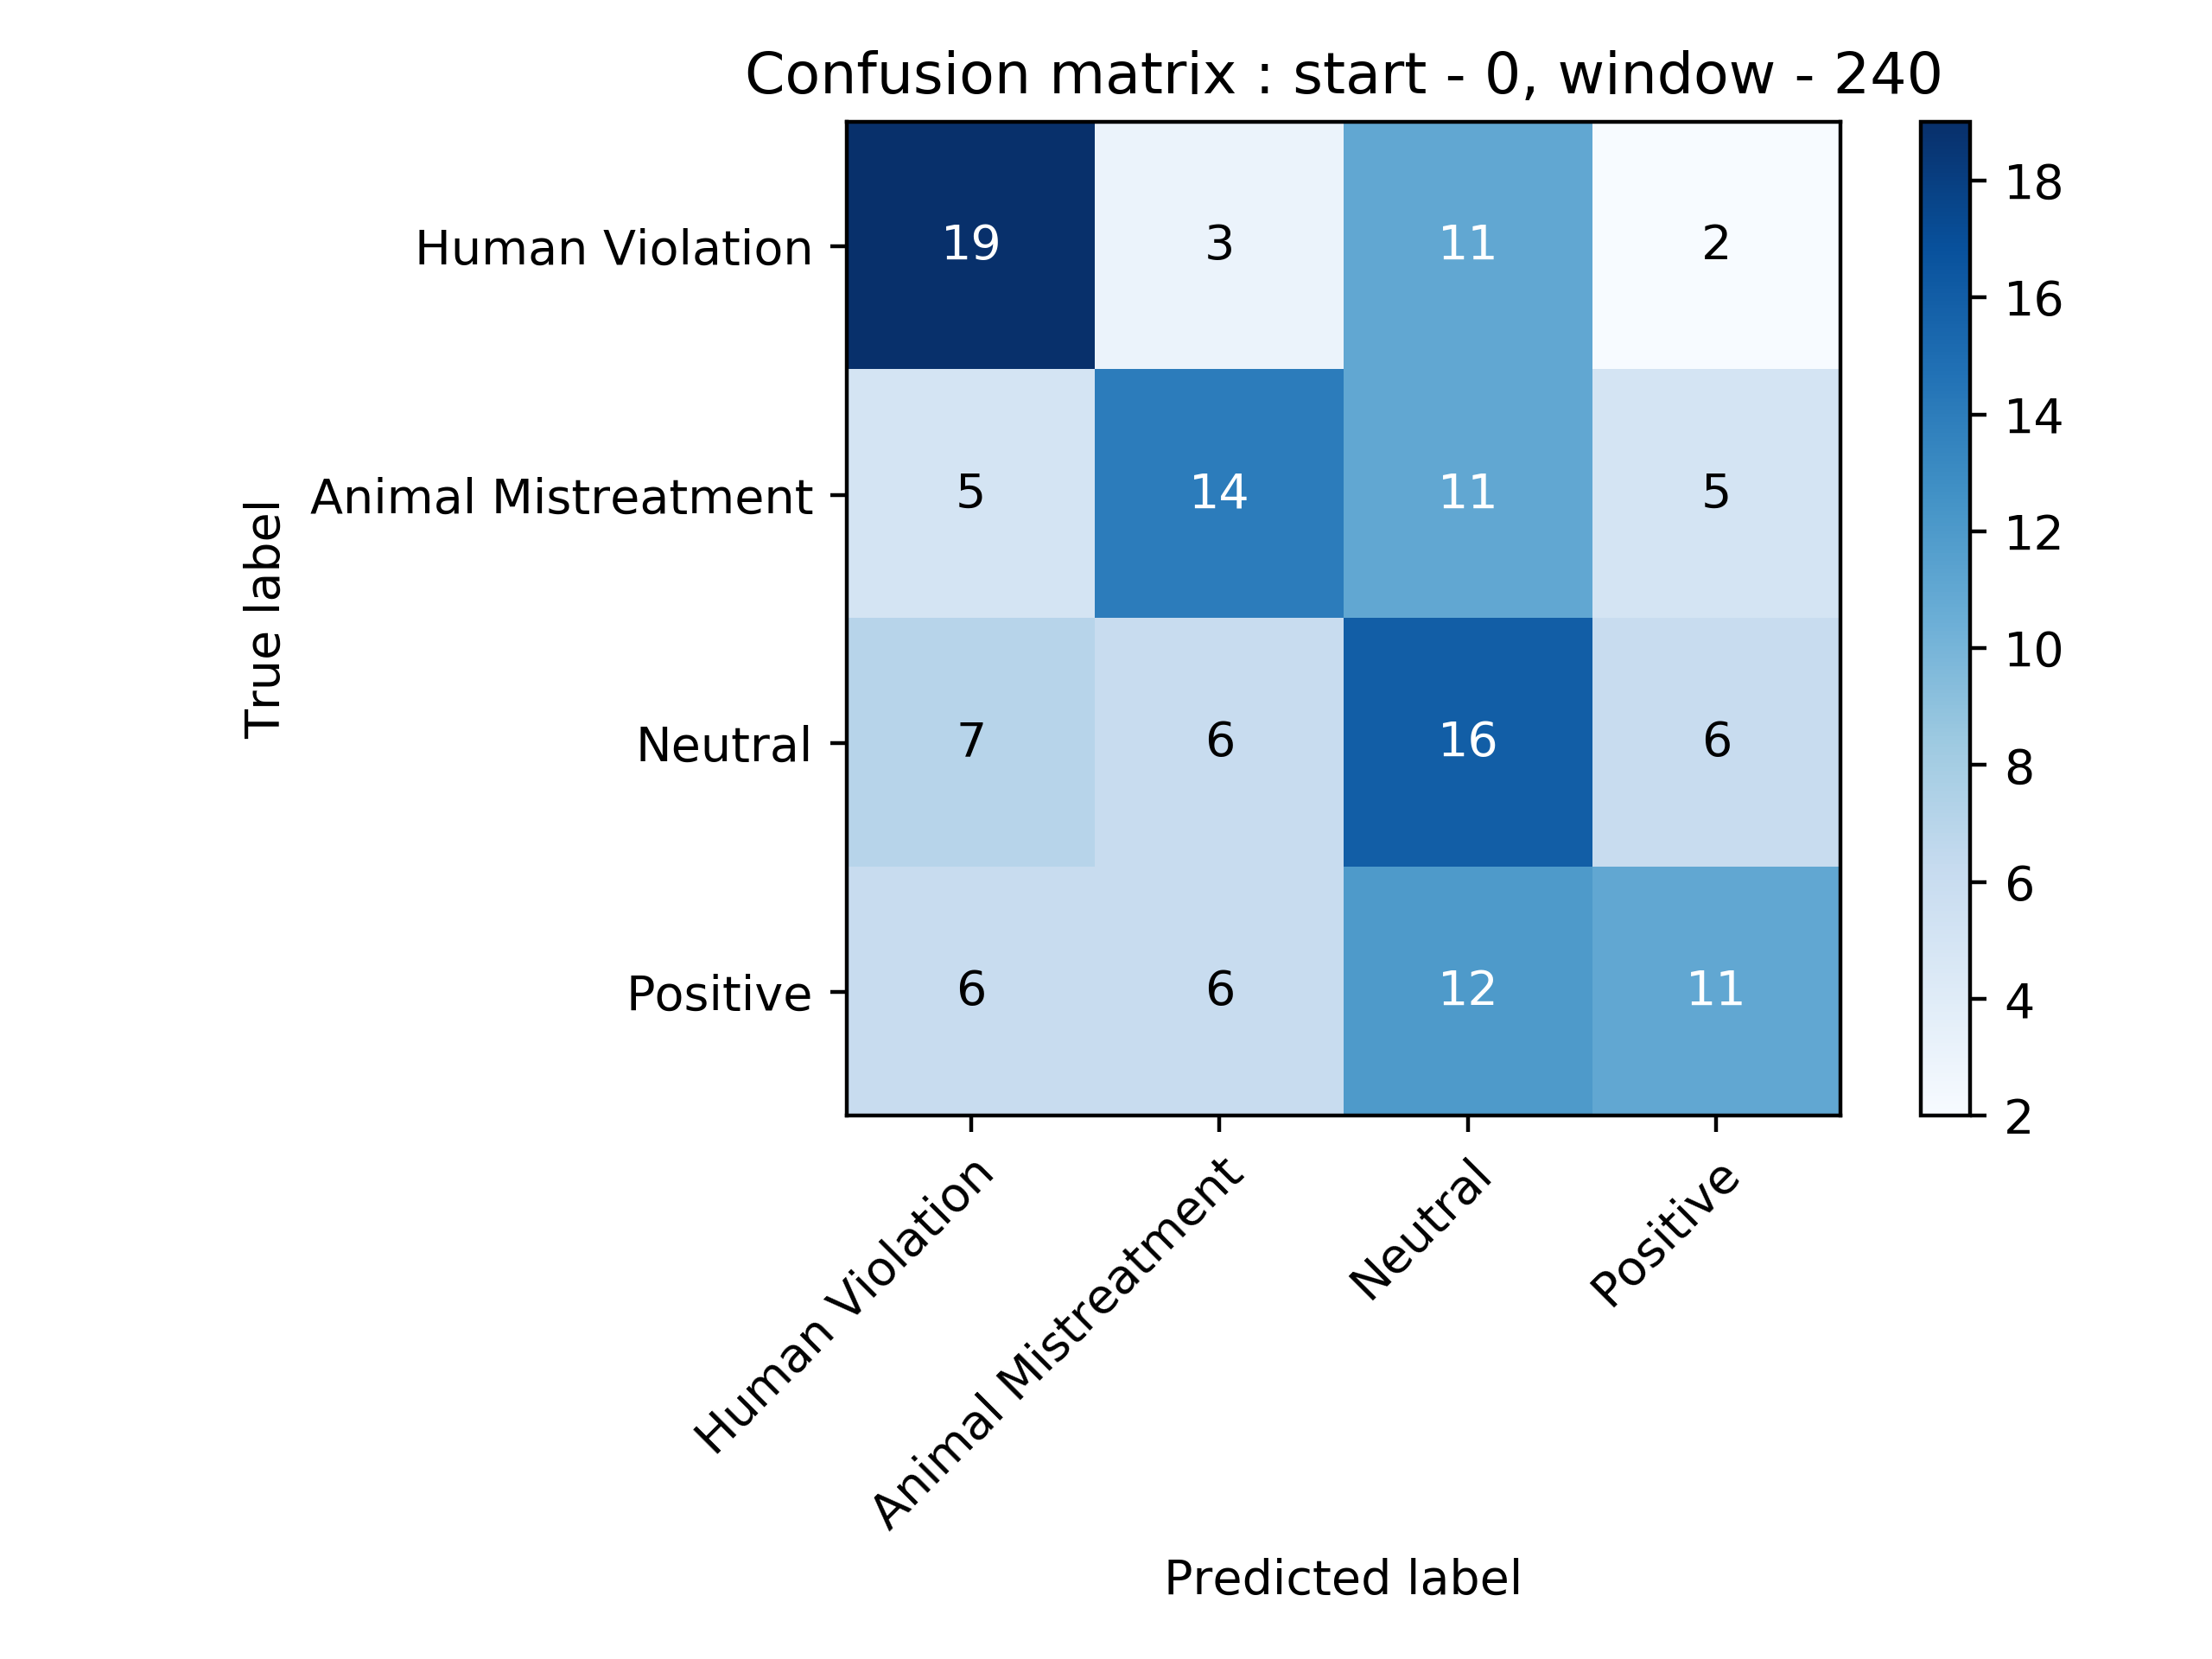 Confusion matrix : start - 0, window - 240
True label
Human Violation
19 3 11 2
Animal Mistreatment
5 14 11 5
Neutral
7 6 16 6
Positive
6 6 12 11
Human Violation
Animal Mistreatment
Neutral
Positive
Predicted label
18
16
14
12
10
8
6
4
2